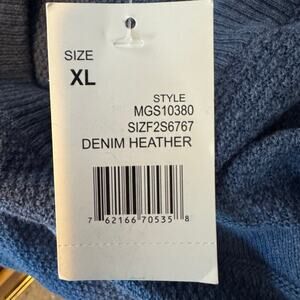 SIZE
XL
STYLE
MGS10380
SIZF2S6767
DENIM HEATHER
7 62166 70535 8